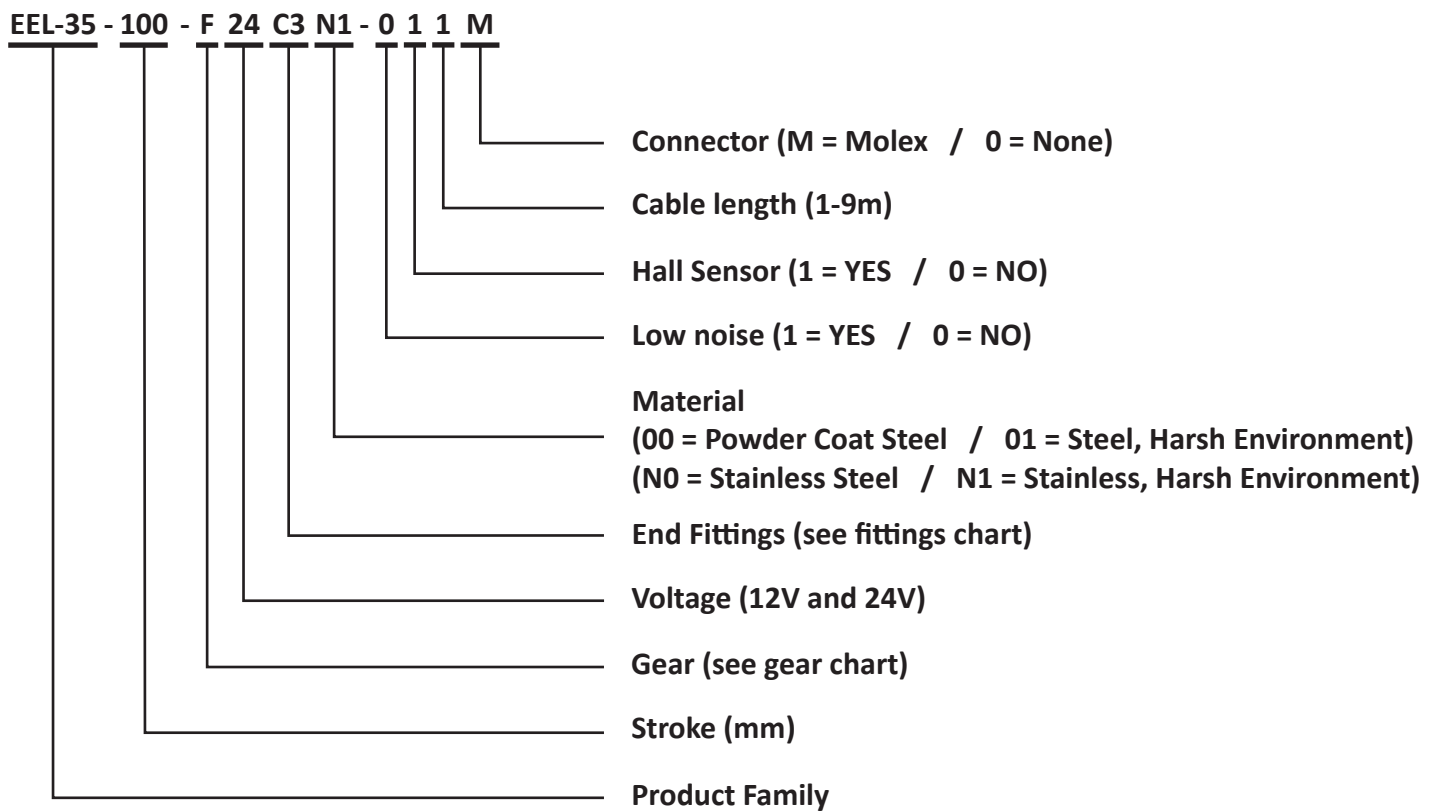 EEL-35 - 100 - F 24 C3 N1 - 0 1 1 M
Connector (M = Molex / 0 = None)
Cable length (1-9m)
Hall Sensor (1 = YES / 0 = NO)
Low noise (1 = YES / 0 = NO)
Material
(00 = Powder Coat Steel / 01 = Steel, Harsh Environment)
(N0 = Stainless Steel / N1 = Stainless, Harsh Environment)
End Fittings (see fittings chart)
Voltage (12V and 24V)
Gear (see gear chart)
Stroke (mm)
Product Family